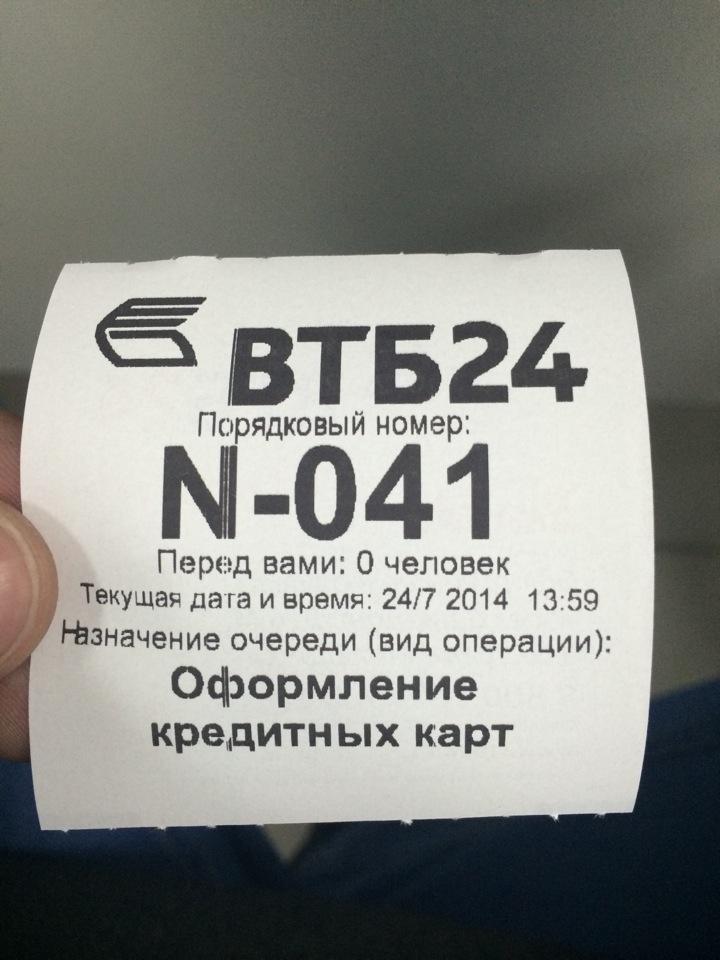 ВТБ24
Порядковый номер:
N-041
Перед вами: 0 человек
Текущая дата и время: 24/7 2014 13:59
Назначение очереди (вид операции):
Оформление
кредитных карт